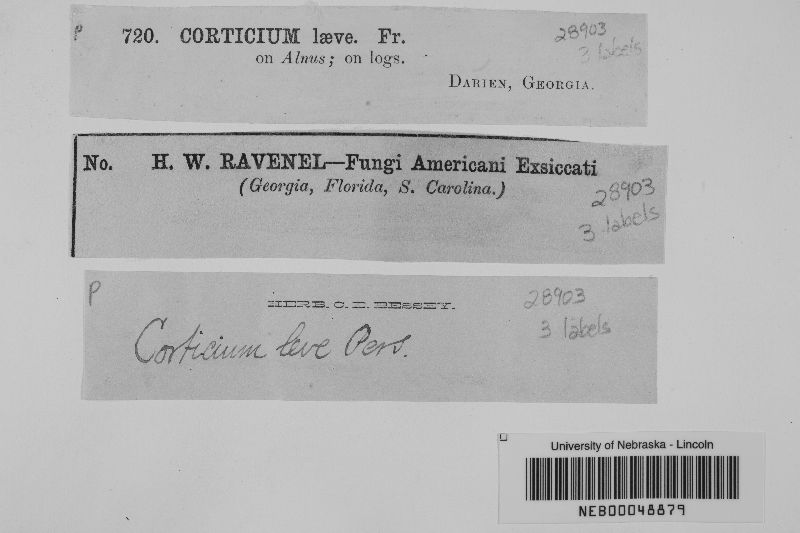 P 720. CORTICIUM læve. Fr. 28903
on Alnus; on logs. 3 labels
DARIEN, GEORGIA.
No. H. W. RAVENEL—Fungi Americani Exsiccati
(Georgia, Florida, S. Carolina.) 28903
3 labels
P HERB. C. E. BESSEY. 28903
Corticium leve Pers. 3 labels
University of Nebraska - Lincoln
NEB00048879